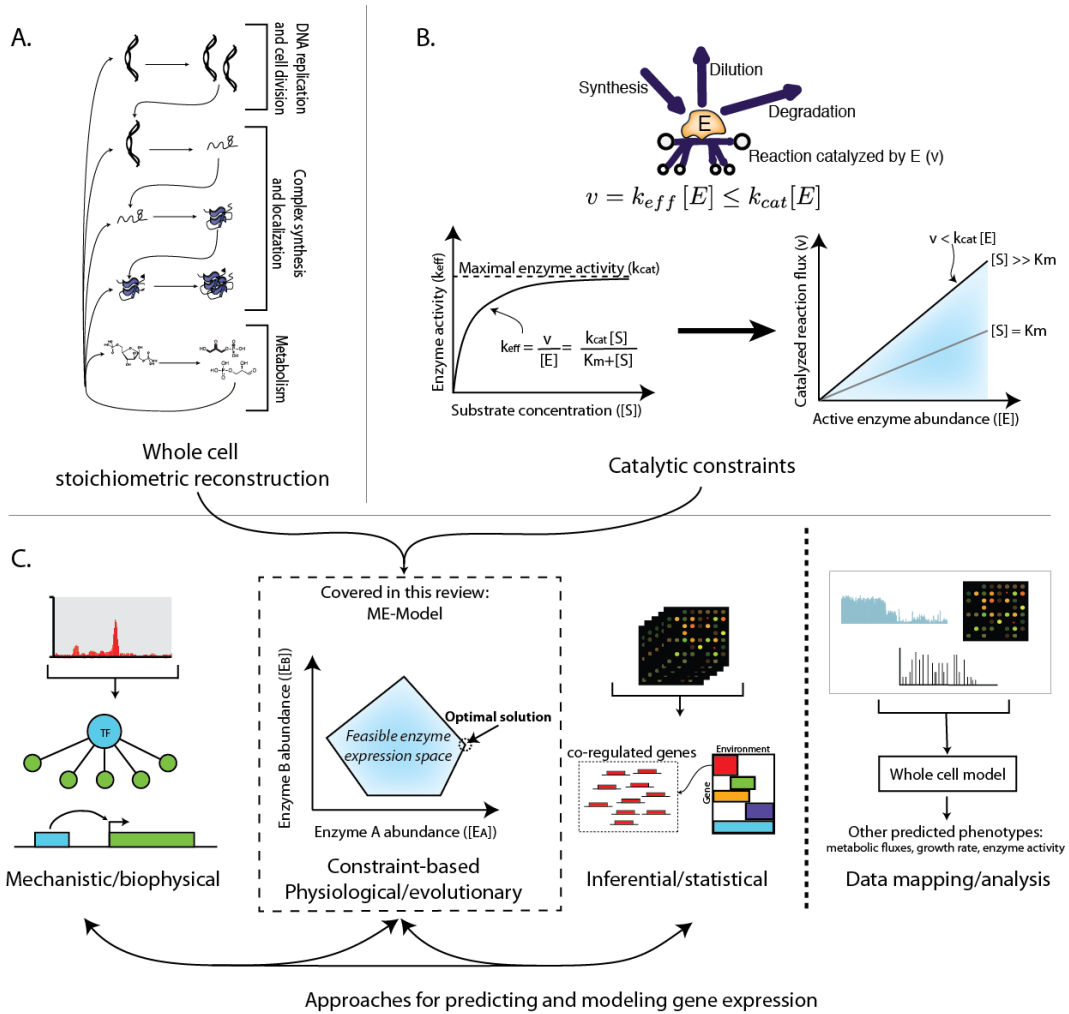 A.
DNA replication
and cell division
Complex synthesis
and localization
Metabolism
Whole cell
stoichiometric reconstruction
B.
Synthesis
Dilution
Degradation
E
Reaction catalyzed by E (v)
v = k_eff [E] ≤ k_cat[E]
Enzyme activity (keff)
Maximal enzyme activity (kcat)
keff = v/[E] = kcat [S]/Km+[S]
Substrate concentration ([S])
Catalyzed reaction flux (v)
v < kcat [E]
[S] >> Km
[S] = Km
Active enzyme abundance ([E])
Catalytic constraints
C.
TF
Mechanistic/biophysical
Covered in this review:
ME-Model
Enzyme B abundance ([EB])
Feasible enzyme
expression space
Optimal solution
Enzyme A abundance ([EA])
Constraint-based
Physiological/evolutionary
co-regulated genes
Environment
Gene
Inferential/statistical
Whole cell model
Other predicted phenotypes:
metabolic fluxes, growth rate, enzyme activity
Data mapping/analysis
Approaches for predicting and modeling gene expression